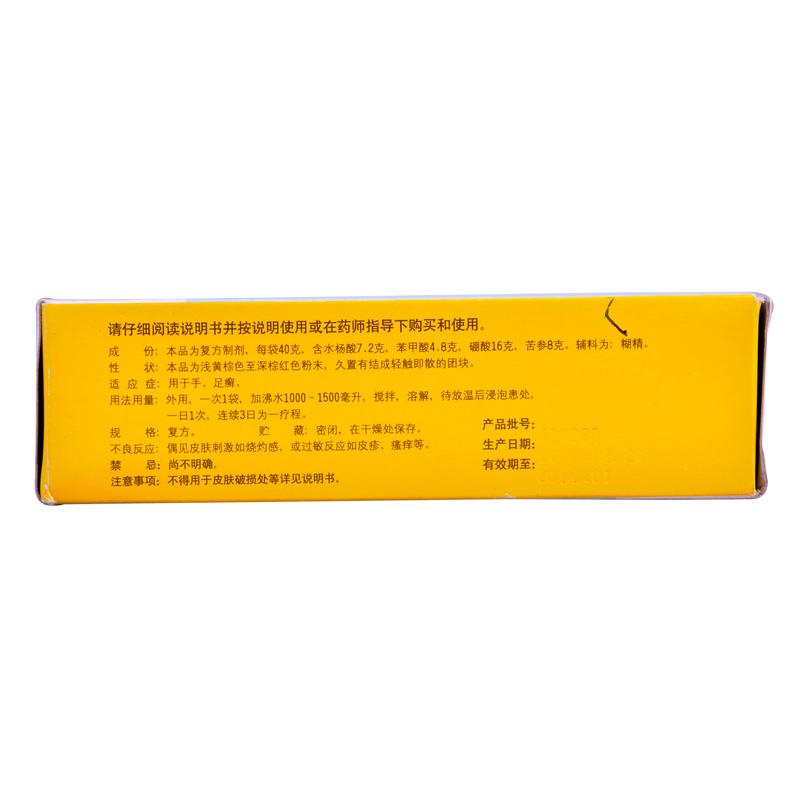 请仔细阅读说明书并按说明使用或在药师指导下购买和使用。
成 份: 本品为复方制剂，每袋40克，含水杨酸7.2克，苯甲酸4.8克，硼酸16克，苦参8克。辅料为：糊精。
性 状: 本品为浅黄棕色至深棕红色粉末，久置有结成轻触即散的团块。
适 应 症: 用于手、足癣。
用法用量: 外用，一次1袋，加沸水1000-1500毫升，搅拌，溶解，待放温后浸泡患处，
一日1次，连续3日为一疗程。
规 格: 复方。 贮 藏: 密闭，在干燥处保存。
不良反应: 偶见皮肤刺激如烧灼感，或过敏反应如皮疹、瘙痒等。
禁 忌: 尚不明确。
注意事项: 不得用于皮肤破损处等详见说明书。
产品批号:
生产日期:
有效期至: